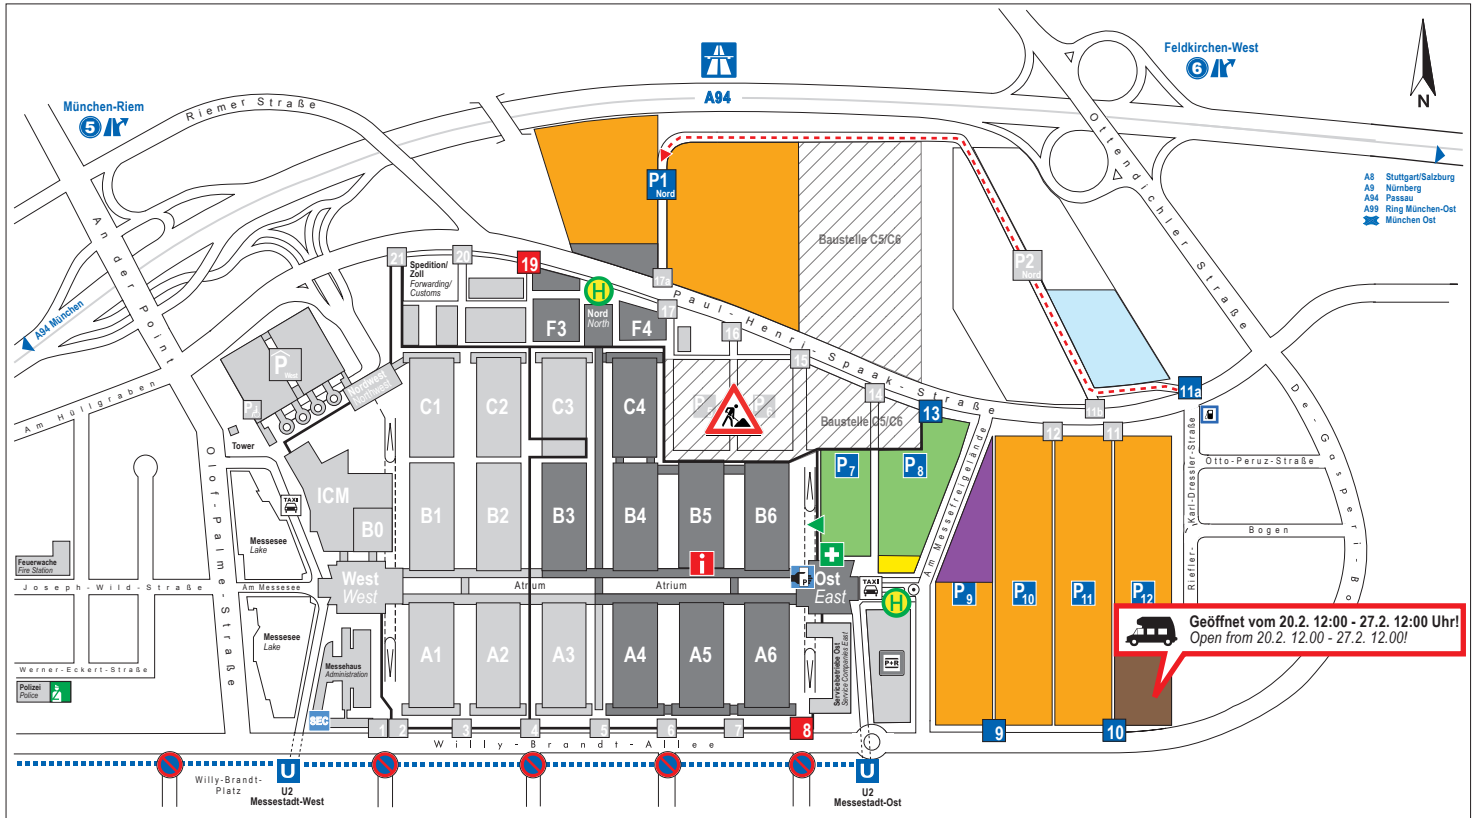 Feldkirchen-West
6
A94
N
München-Riem
5
Riemer Straße
Ottendichler Straße
A8 Stuttgart/Salzburg
A9 Nürnberg
A94 Passau
A99 Ring München-Ost
München Ost
P1
Nord
An der Point
Baustelle C5/C6
21
20
19
Spedition/
Zoll
Forwarding/
Customs
H
17a
P2
Nord
A94 München
Paul-Henri-Spaak-Straße
Nord
North
17
F3
F4
16
15
14
13
11b
11a
P
West
Nordwest
Northwest
Am Hüllgraben
C1
C2
C3
C4
Baustelle C5/C6
12
11
De-Gasperi-Bogen
Tower
Olof-Palme-Straße
P7
P8
Am Messefreigelände
Karl-Dressler-Straße
Otto-Peruz-Straße
ICM
TAXI
B0
B1
B2
B3
B4
B5
B6
Messesee
Lake
Bogen
Riefler-
Feuerwache
Fire Station
i
Joseph-Wild-Straße
Am Messesee
West
West
Atrium
Atrium
P
Ost
East
TAXI
H
P9
P10
P11
P12
Geöffnet vom 20.2. 12:00 - 27.2. 12:00 Uhr!
Open from 20.2. 12.00 - 27.2. 12.00!
Messesee
Lake
Messehaus
Administration
A1
A2
A3
A4
A5
A6
Servicebetriebe Ost
Service Companies East
P+R
Werner-Eckert-Straße
Polizei
Police
SEC
1
2
3
4
5
6
7
8
9
10
Willy-Brandt-Allee
Willy-Brandt-
Platz
U
U2
Messestadt-West
U
U2
Messestadt-Ost